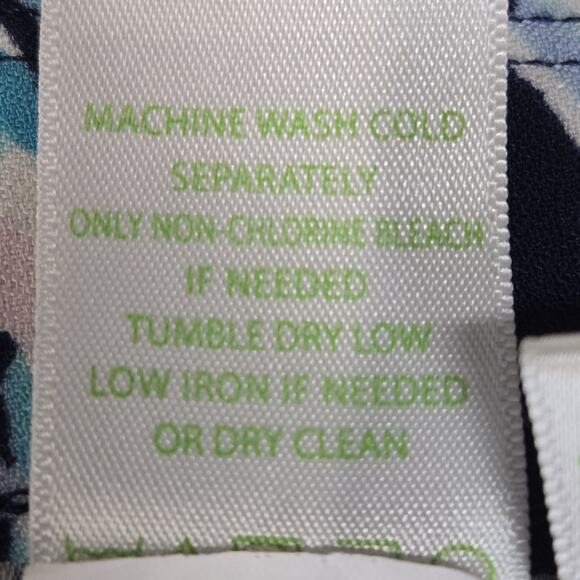 MACHINE WASH COLD
SEPARATELY
ONLY NON-CHLORINE BLEACH
IF NEEDED
TUMBLE DRY LOW
LOW IRON IF NEEDED
OR DRY CLEAN